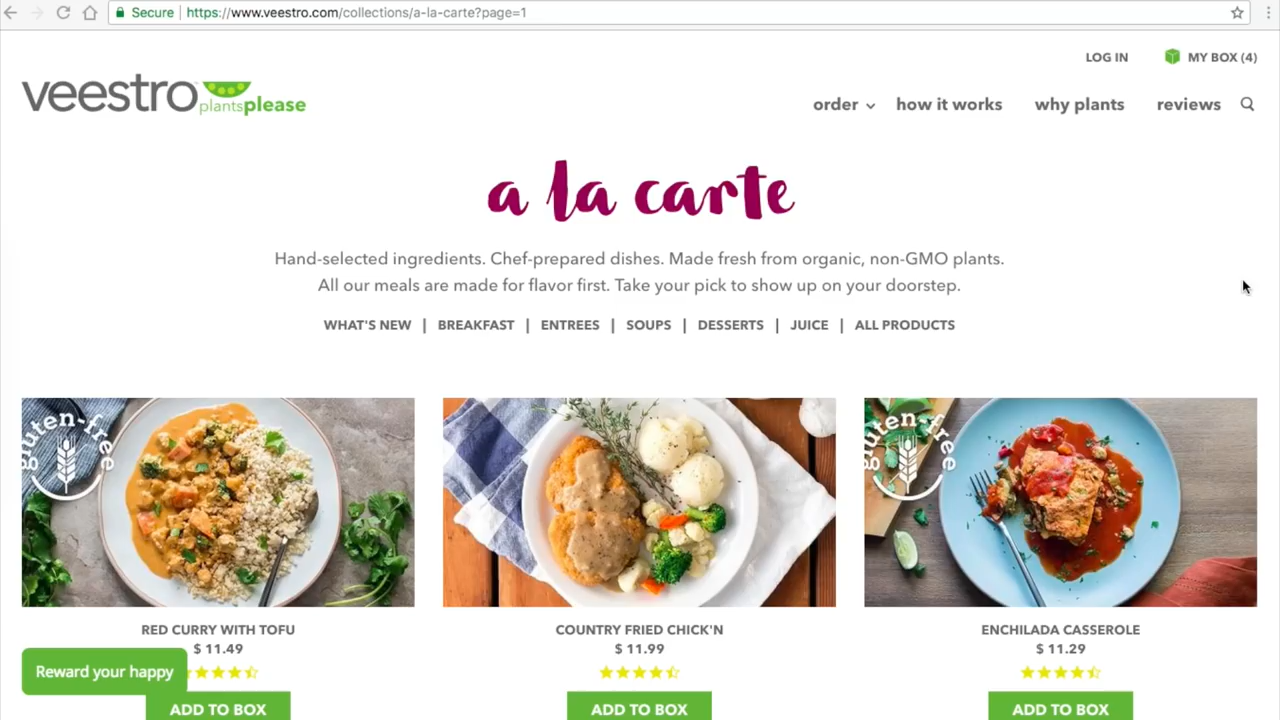 Secure https://www.veestro.com/collections/a-la-carte?page=1
LOG IN MY BOX (4)
veestro plantsplease
order how it works why plants reviews
a la carte
Hand-selected ingredients. Chef-prepared dishes. Made fresh from organic, non-GMO plants.
All our meals are made for flavor first. Take your pick to show up on your doorstep.
WHAT'S NEW | BREAKFAST | ENTREES | SOUPS | DESSERTS | JUICE | ALL PRODUCTS
gluten-free
gluten-free
RED CURRY WITH TOFU
$ 11.49
COUNTRY FRIED CHICK'N
$ 11.99
ENCHILADA CASSEROLE
$ 11.29
Reward your happy
ADD TO BOX
ADD TO BOX
ADD TO BOX